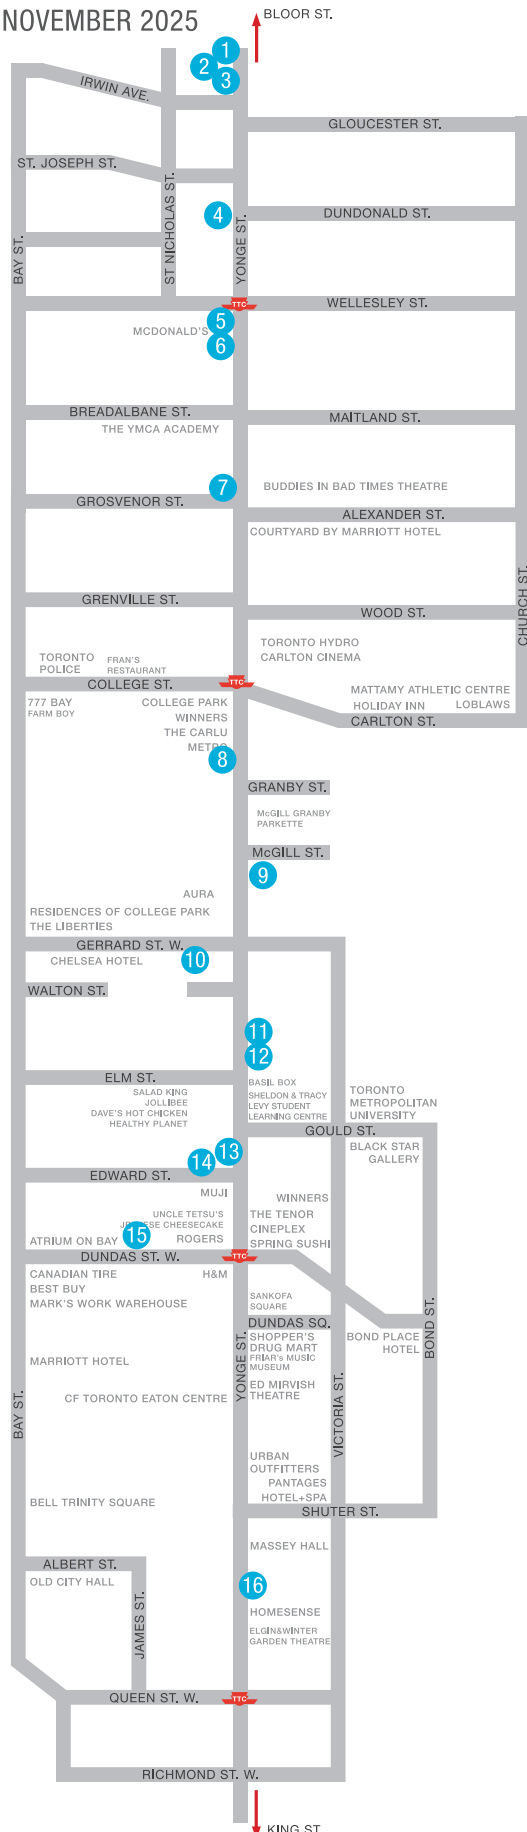 NOVEMBER 2025
BLOOR ST.
1
2
3
IRWIN AVE.
GLOUCESTER ST.
ST. JOSEPH ST.
ST NICHOLAS ST.
4
DUNDONALD ST.
BAY ST.
YONGE ST.
TTC
WELLESLEY ST.
5
MCDONALD'S
6
BREADALBANE ST.
MAITLAND ST.
THE YMCA ACADEMY
7
BUDDIES IN BAD TIMES THEATRE
GROSVENOR ST.
ALEXANDER ST.
COURTYARD BY MARRIOTT HOTEL
CHURCH ST.
GRENVILLE ST.
WOOD ST.
TORONTO HYDRO
CARLTON CINEMA
TORONTO
POLICE
FRAN'S
RESTAURANT
TTC
COLLEGE ST.
MATTAMY ATHLETIC CENTRE
HOLIDAY INN
LOBLAWS
CARLTON ST.
777 BAY
FARM BOY
COLLEGE PARK
WINNERS
THE CARLU
METRO
8
GRANBY ST.
McGILL GRANBY
PARKETTE
McGILL ST.
9
AURA
RESIDENCES OF COLLEGE PARK
THE LIBERTIES
GERRARD ST. W.
CHELSEA HOTEL
10
WALTON ST.
11
12
ELM ST.
BASIL BOX
SHELDON & TRACY
LEVY STUDENT
LEARNING CENTRE
TORONTO
METROPOLITAN
UNIVERSITY
SALAD KING
JOLLIBEE
DAVE'S HOT CHICKEN
HEALTHY PLANET
GOULD ST.
BLACK STAR
GALLERY
13
14
EDWARD ST.
MUJI
WINNERS
UNCLE TETSU'S
CHEESECAKE
THE TENOR
CINEPLEX
SPRING SUSHI
15
ATRIUM ON BAY
ROGERS
DUNDAS ST. W.
TTC
CANADIAN TIRE
BEST BUY
MARK'S WORK WAREHOUSE
H&M
SANKOFA
SQUARE
DUNDAS SQ.
BOND ST.
SHOPPER'S
DRUG MART
FRIAR's MUSIC
MUSEUM
BOND PLACE
HOTEL
MARRIOTT HOTEL
ED MIRVISH
THEATRE
BAY ST.
CF TORONTO EATON CENTRE
YONGE ST.
VICTORIA ST.
URBAN
OUTFITTERS
PANTAGES
HOTEL+SPA
BELL TRINITY SQUARE
SHUTER ST.
MASSEY HALL
ALBERT ST.
OLD CITY HALL
16
JAMES ST.
HOMESENSE
ELGIN&WINTER
GARDEN THEATRE
QUEEN ST. W.
TTC
RICHMOND ST. W.
KING ST.